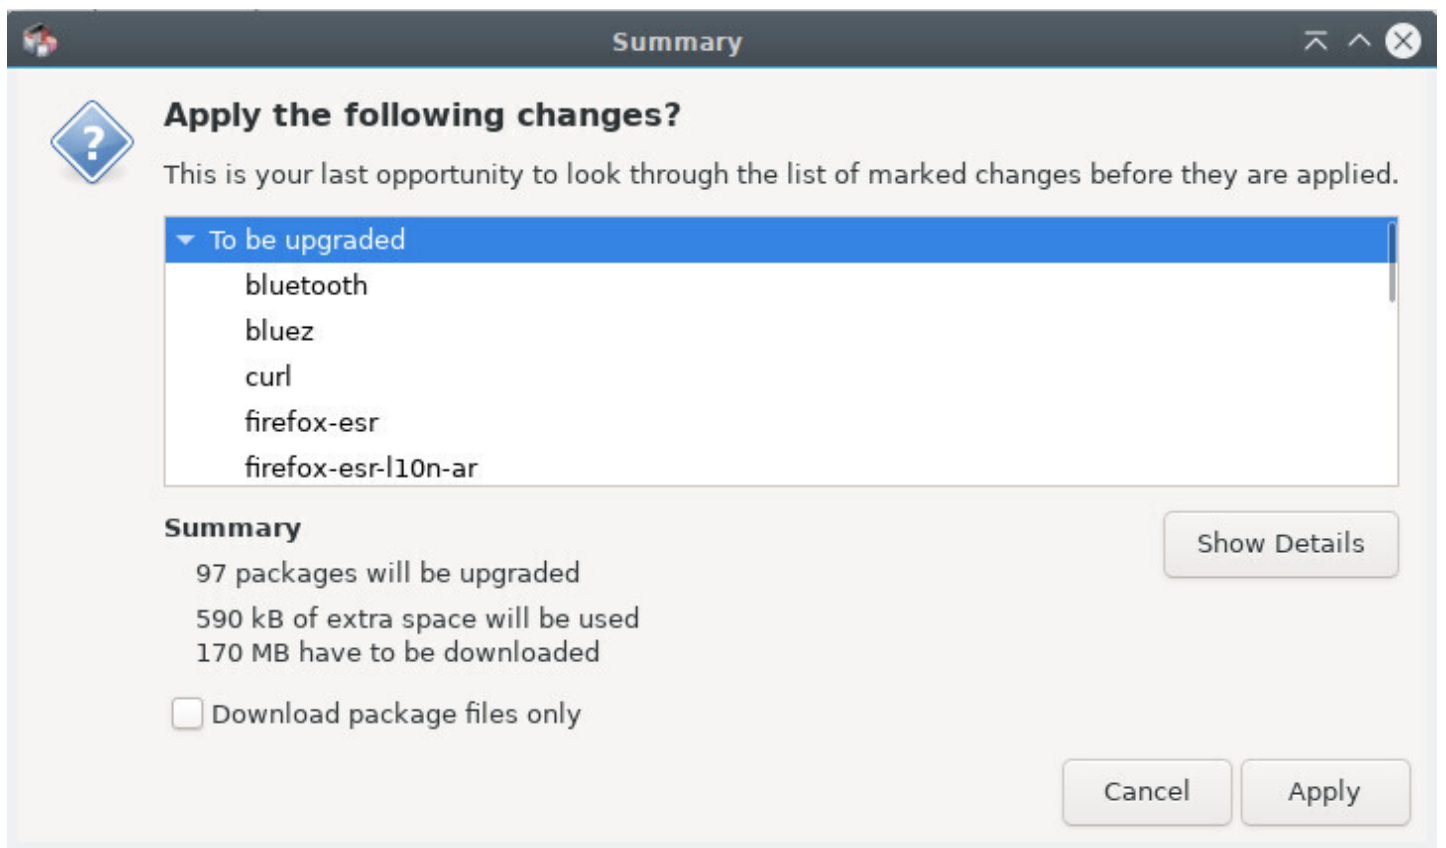 Summary
Apply the following changes?
This is your last opportunity to look through the list of marked changes before they are applied.
To be upgraded
bluetooth
bluez
curl
firefox-esr
firefox-esr-l10n-ar
Summary
Show Details
97 packages will be upgraded
590 kB of extra space will be used
170 MB have to be downloaded
Download package files only
Cancel
Apply